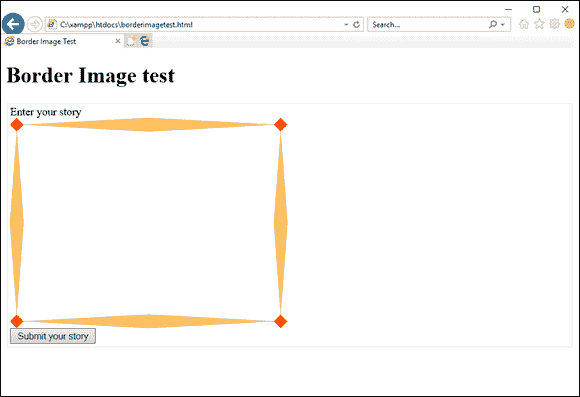 C:\xampp\htdocs\borderimagetest.html
Search...
Border Image Test
Border Image test
Enter your story
Submit your story